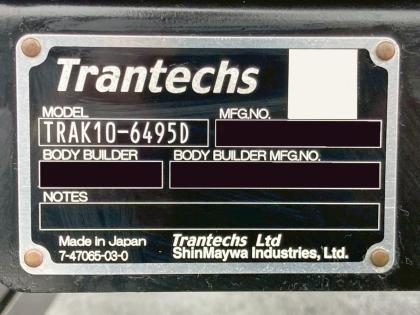 Trantechs
MODEL MFG.NO.
TRAK10-6495D
BODY BUILDER BODY BUILDER MFG.NO.
NOTES
Made in Japan Trantechs Ltd
7-47065-03-0 ShinMaywa Industries, Ltd.